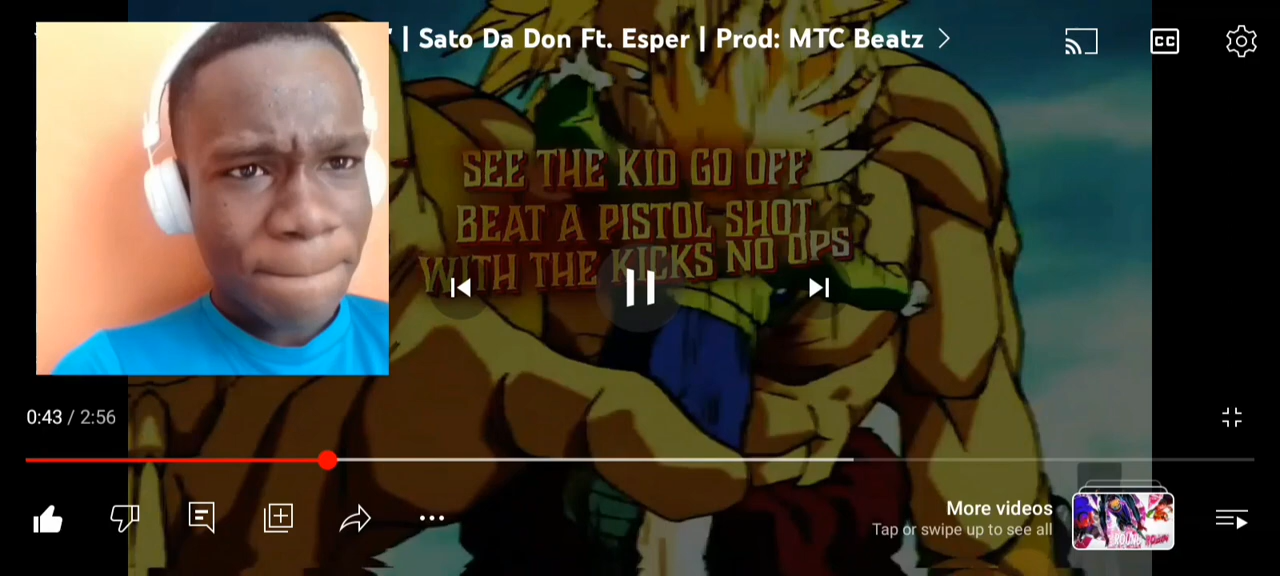 | Sato Da Don Ft. Esper | Prod: MTC Beatz
CC
SEE THE KID GO OFF
BEAT A PISTOL SHOT
WITH THE KICKS NO OPS
0:43 / 2:56
More videos
Tap or swipe up to see all